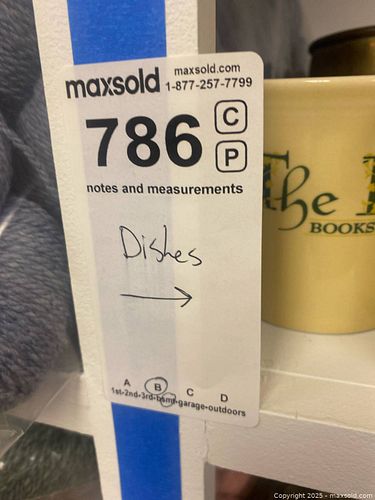 maxsold
maxsold.com
1-877-257-7799
786
C
P
notes and measurements
Dishes
A B C D
1st-2nd-3rd-bsmt-garage-outdoors
The
BOOKS
Copyright 2025 - maxsold.com